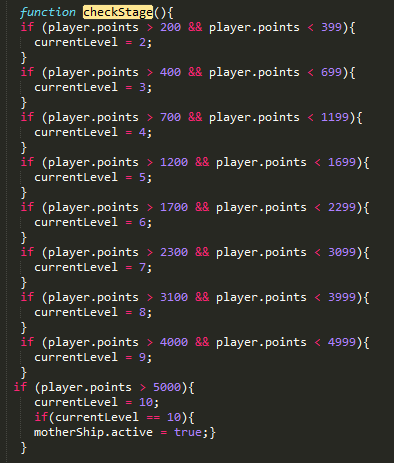 function checkStage(){
if (player.points > 200 && player.points < 399){
currentLevel = 2;
}
if (player.points > 400 && player.points < 699){
currentLevel = 3;
}
if (player.points > 700 && player.points < 1199){
currentLevel = 4;
}
if (player.points > 1200 && player.points < 1699){
currentLevel = 5;
}
if (player.points > 1700 && player.points < 2299){
currentLevel = 6;
}
if (player.points > 2300 && player.points < 3099){
currentLevel = 7;
}
if (player.points > 3100 && player.points < 3999){
currentLevel = 8;
}
if (player.points > 4000 && player.points < 4999){
currentLevel = 9;
}
if (player.points > 5000){
currentLevel = 10;
if(currentLevel == 10){
motherShip.active = true;}
}